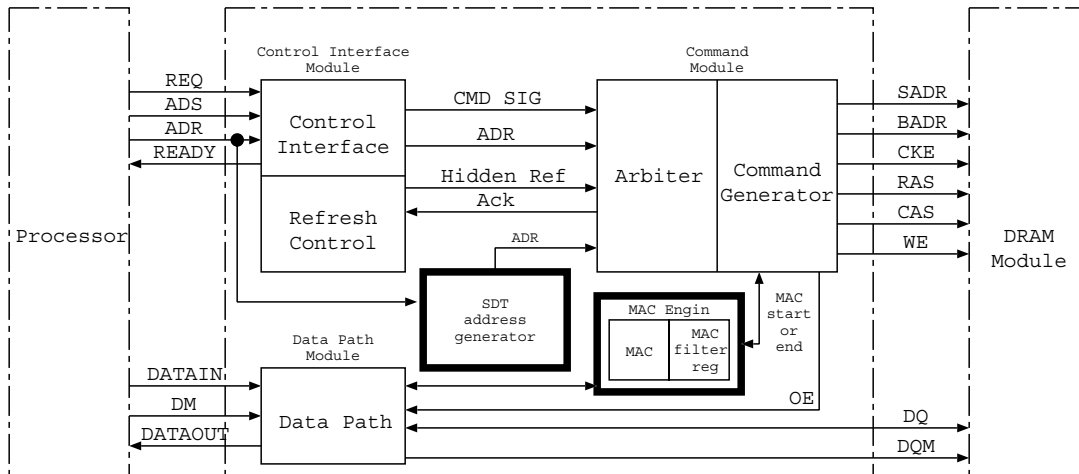 Control Interface
Module
Command
Module
REQ
ADS
ADR
READY
Control
Interface
Refresh
Control
CMD SIG
ADR
Hidden Ref
Ack
ADR
Arbiter
Command
Generator
SADR
BADR
CKE
RAS
CAS
WE
Processor
DRAM
Module
SDT
address
generator
MAC Engin
MAC
MAC
filter
reg
MAC
start
or
end
Data Path
Module
DATAIN
DM
DATAOUT
Data Path
OE
DQ
DQM